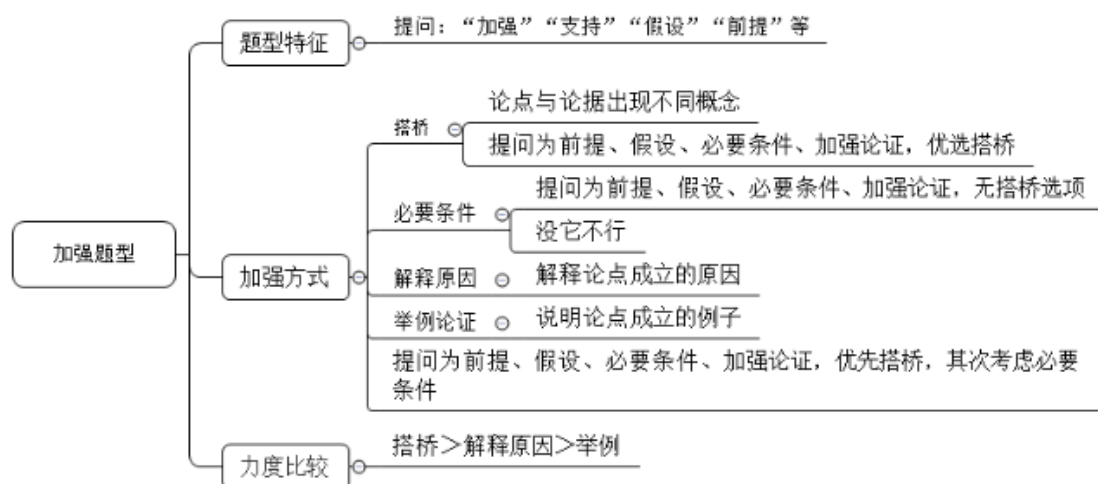 题型特征
提问：“加强”“支持”“假设”“前提”等
加强题型
加强方式
搭桥
论点与论据出现不同概念
提问为前提、假设、必要条件、加强论证，优选搭桥
必要条件
提问为前提、假设、必要条件、加强论证，无搭桥选项
没它不行
解释原因
解释论点成立的原因
举例论证
说明论点成立的例子
提问为前提、假设、必要条件、加强论证，优先搭桥，其次考虑必要
条件
力度比较
搭桥＞解释原因＞举例